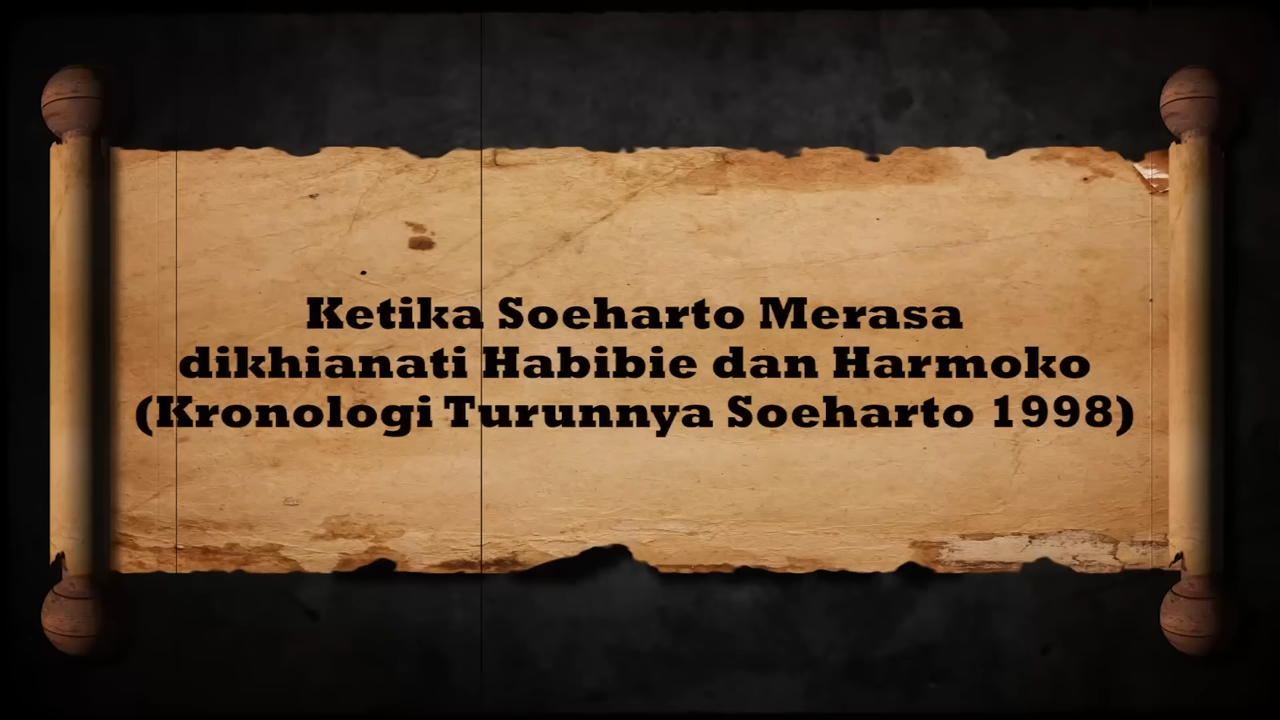 Ketika Soeharto Merasa
dikhianati Habibie dan Harmoko
(Kronologi Turunnya Soeharto 1998)